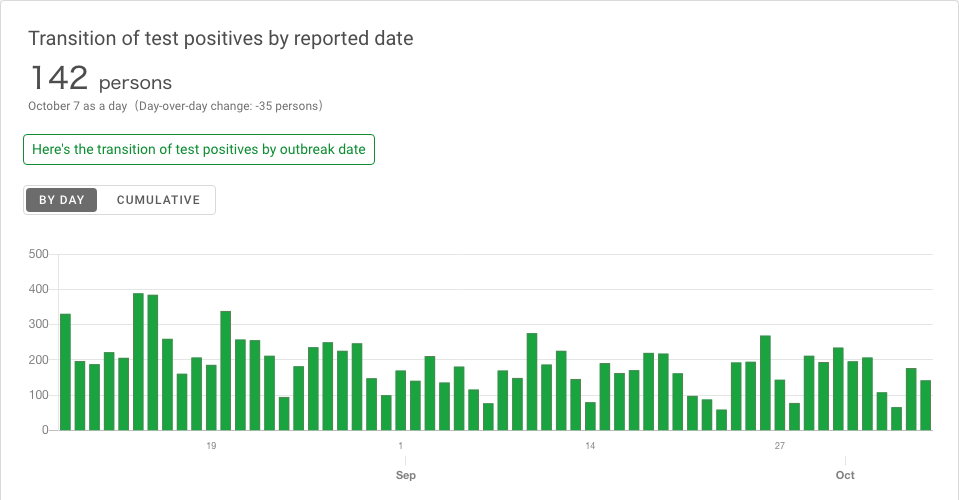 Transition of test positives by reported date
142 persons
October 7 as a day (Day-over-day change: -35 persons)
Here's the transition of test positives by outbreak date
BY DAY CUMULATIVE
500
400
300
200
100
0
19 1 14 27
Sep Oct